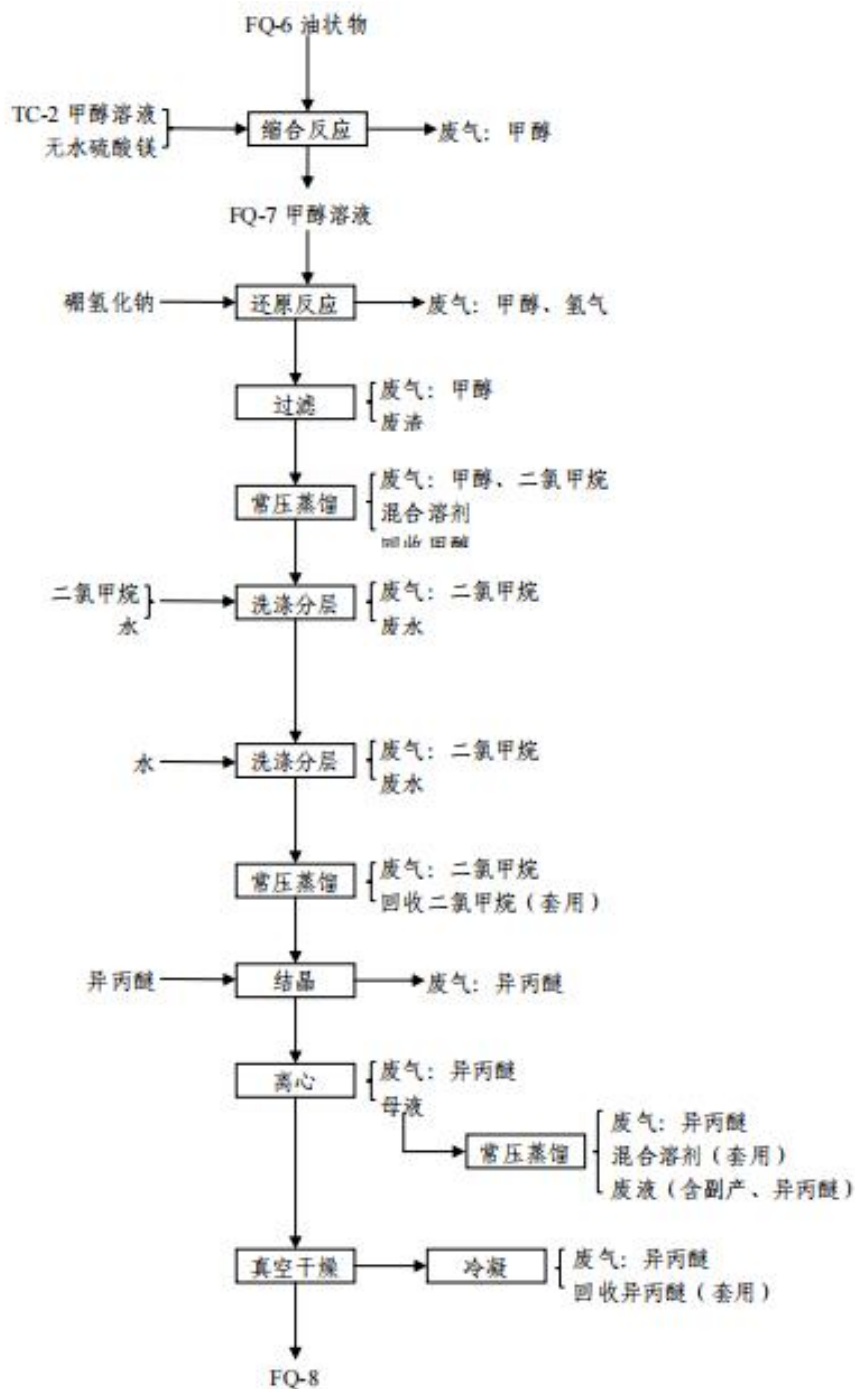 FQ-6 油状物
TC-2 甲醇溶液
无水硫酸镁
缩合反应
废气：甲醇
FQ-7 甲醇溶液
硼氢化钠
还原反应
废气：甲醇、氢气
过滤
废气：甲醇
废渣
常压蒸馏
废气：甲醇、二氯甲烷
混合溶剂
回收甲醇
二氯甲烷
水
洗涤分层
废气：二氯甲烷
废水
水
洗涤分层
废气：二氯甲烷
废水
常压蒸馏
废气：二氯甲烷
回收二氯甲烷（套用）
异丙醚
结晶
废气：异丙醚
离心
废气：异丙醚
母液
常压蒸馏
废气：异丙醚
混合溶剂（套用）
废液（含副产、异丙醚）
真空干燥
冷凝
废气：异丙醚
回收异丙醚（套用）
FQ-8